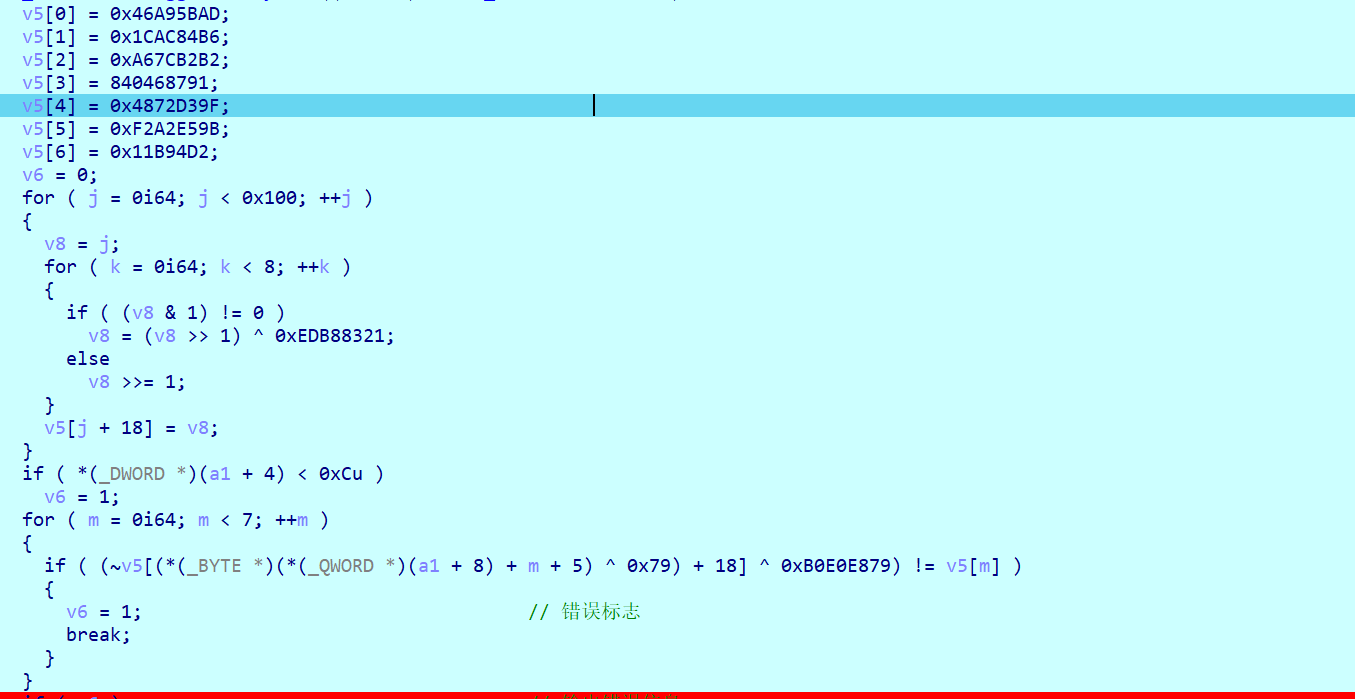 v5[0] = 0x46A95BAD;
v5[1] = 0x1CAC84B6;
v5[2] = 0xA67CB2B2;
v5[3] = 840468791;
v5[4] = 0x4872D39F;
v5[5] = 0xF2A2E59B;
v5[6] = 0x11B94D2;
v6 = 0;
for ( j = 0i64; j < 0x100; ++j )
{
v8 = j;
for ( k = 0i64; k < 8; ++k )
{
if ( (v8 & 1) != 0 )
v8 = (v8 >> 1) ^ 0xEDB88321;
else
v8 >>= 1;
}
v5[j + 18] = v8;
}
if ( *(_DWORD *)(a1 + 4) < 0xCu )
v6 = 1;
for ( m = 0i64; m < 7; ++m )
{
if ( (~v5[(*(_BYTE *)(*(_QWORD *)(a1 + 8) + m + 5) ^ 0x79) + 18] ^ 0xB0E0E879) != v5[m] )
{
v6 = 1; // 错误标志
break;
}
}